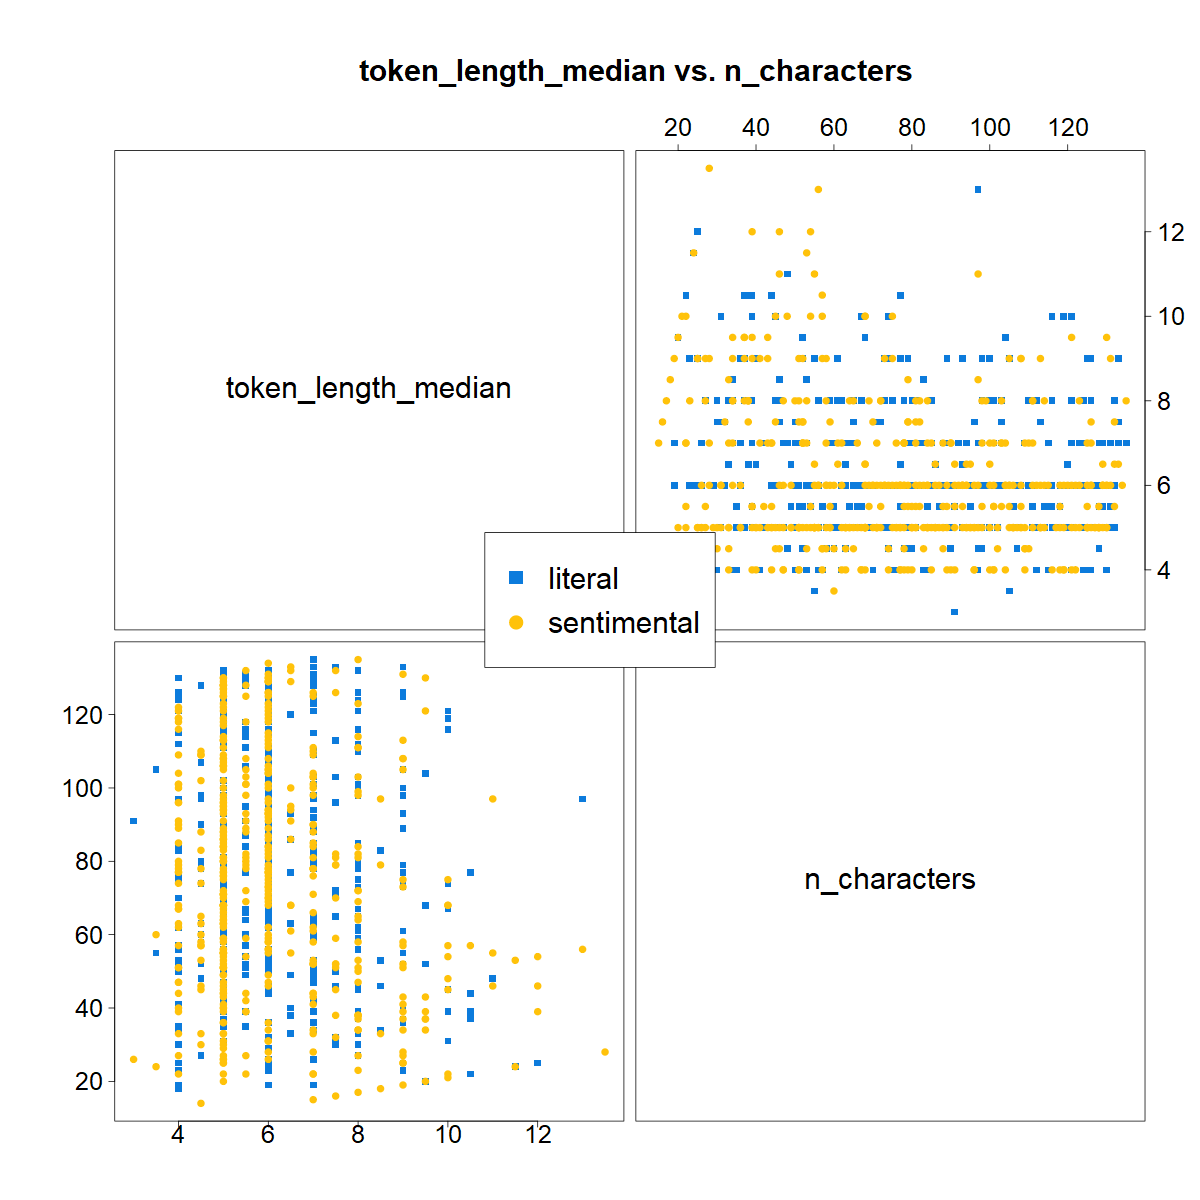 token_length_median vs. n_characters
20 40 60 80 100 120
token_length_median
12
10
8
6
4
literal
sentimental
120
100
80
60
40
20
n_characters
4 6 8 10 12